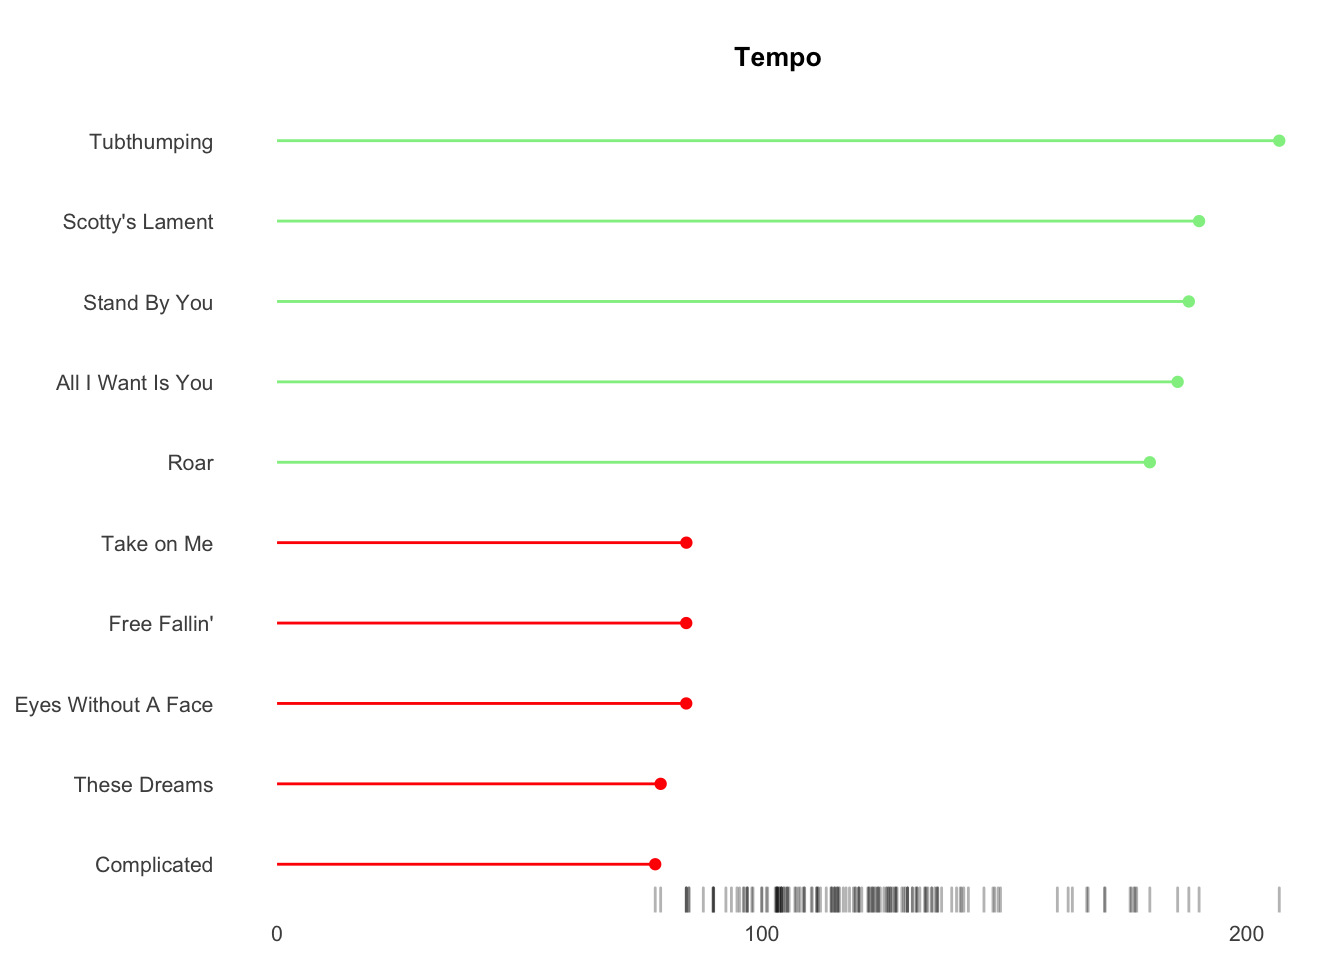 Tempo
Tubthumping
Scotty's Lament
Stand By You
All I Want Is You
Roar
Take on Me
Free Fallin'
Eyes Without A Face
These Dreams
Complicated
0 100 200